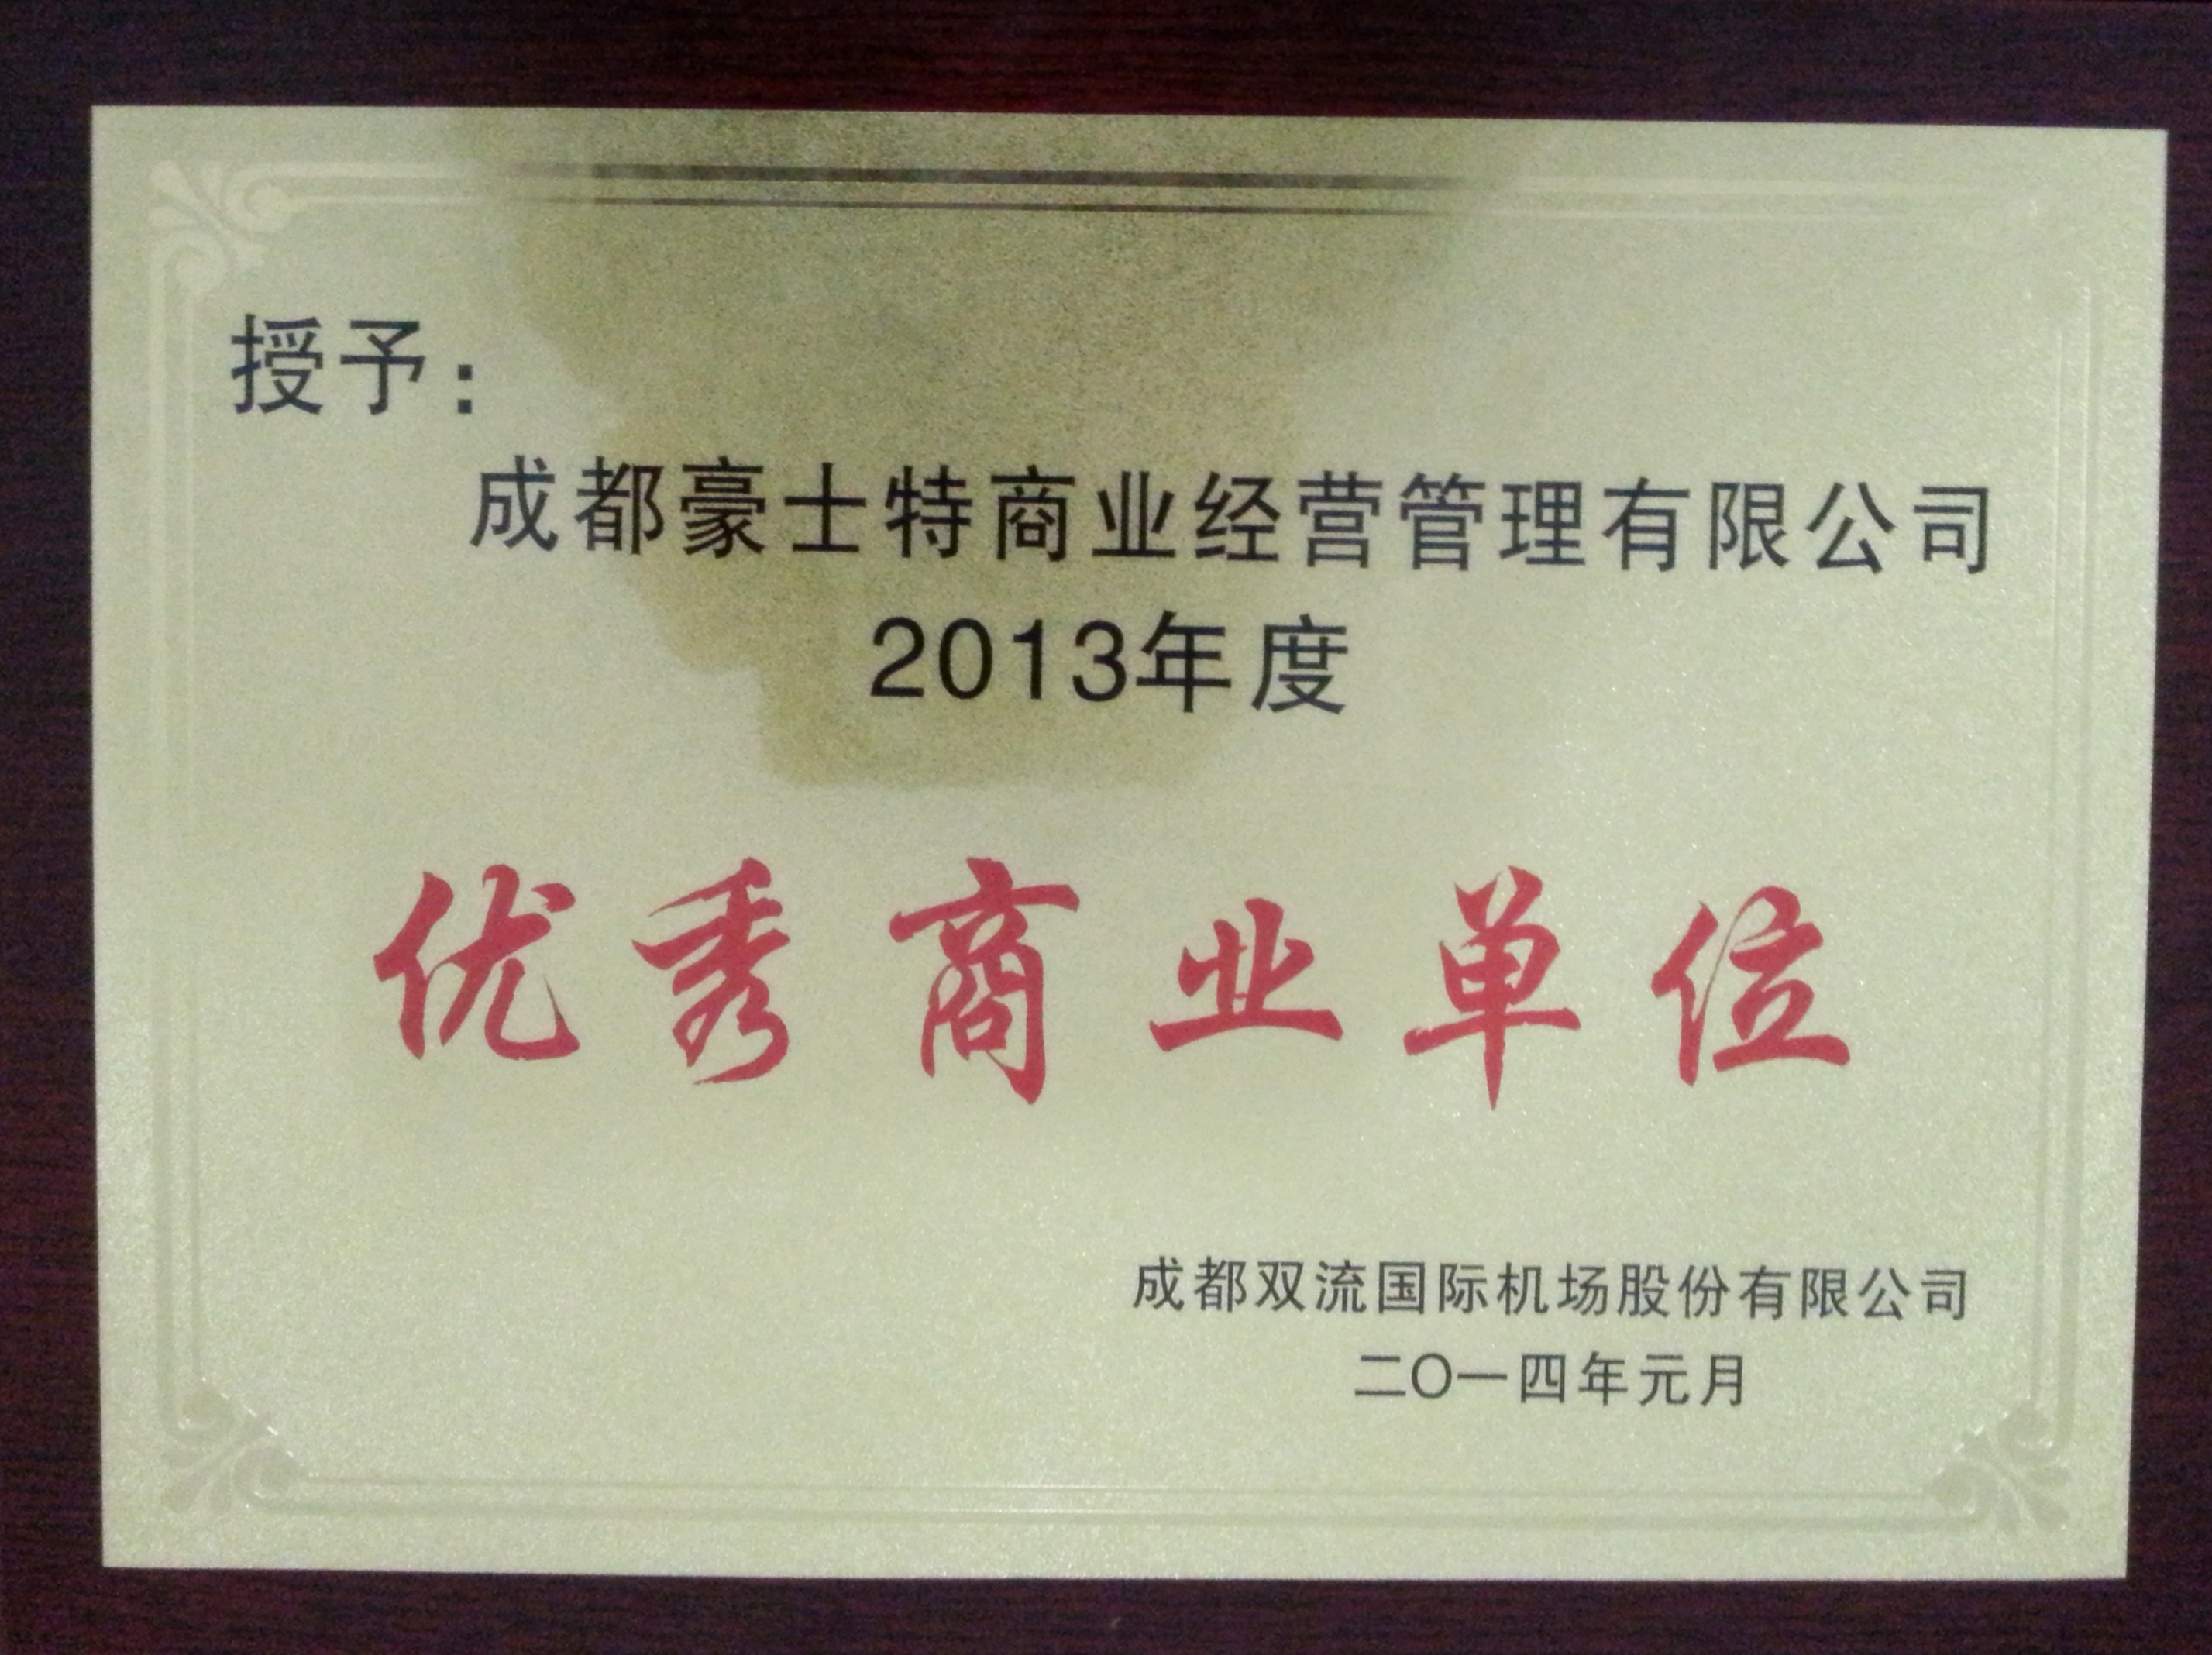 授予：
成都豪士特商业经营管理有限公司
2013年度
优秀商业单位
成都双流国际机场股份有限公司
二〇一四年元月